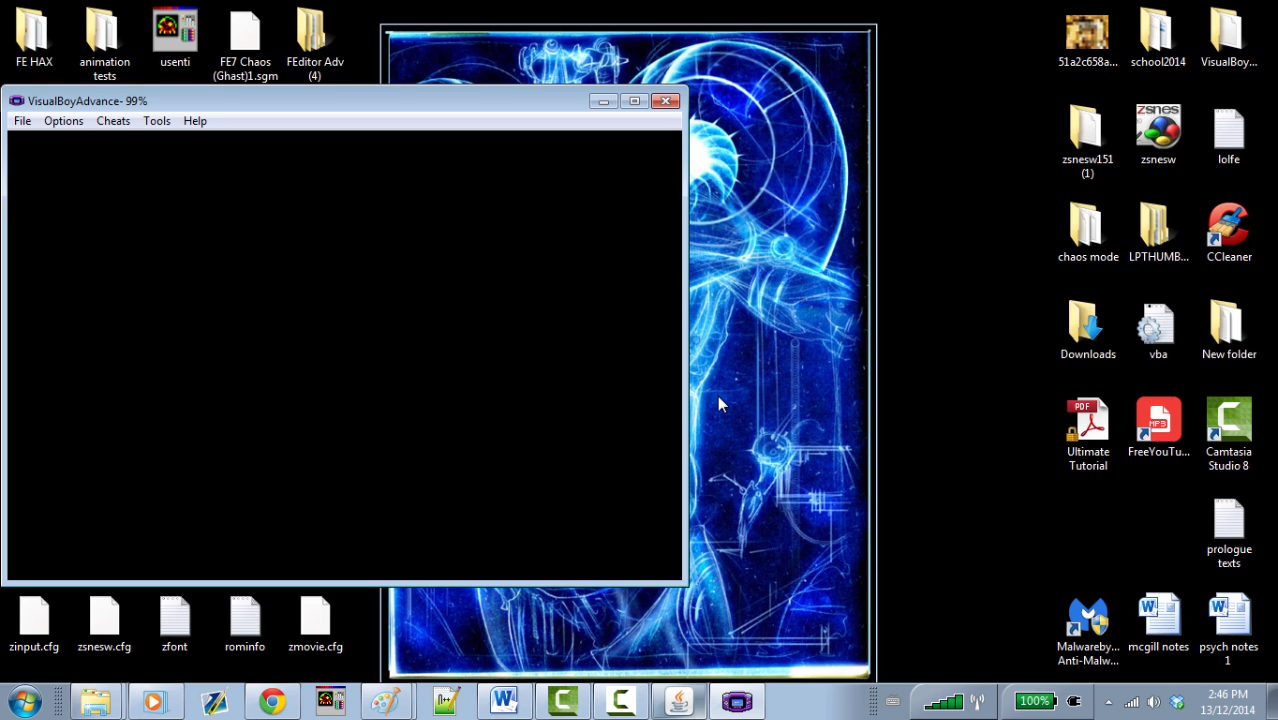 FE HAX
animation
tests
usenti
FE7 Chaos
(Ghast)1.sgm
FEditor Adv
(4)
51a2c658a...
school2014
VisualBoy...
VisualBoyAdvance- 99%
File Options Cheats Tools Help
zsnes
zsnesw151
(1)
zsnesw
lolfe
chaos mode
LPTHUMB...
CCleaner
Downloads
vba
New folder
PDF
MP3
Ultimate
Tutorial
FreeYouTu...
Camtasia
Studio 8
prologue
texts
zinput.cfg
zsnesw.cfg
zfont
rominfo
zmovie.cfg
Malwareby...
Anti-Malw...
mcgill notes
psych notes
1
100%
2:46 PM
13/12/2014